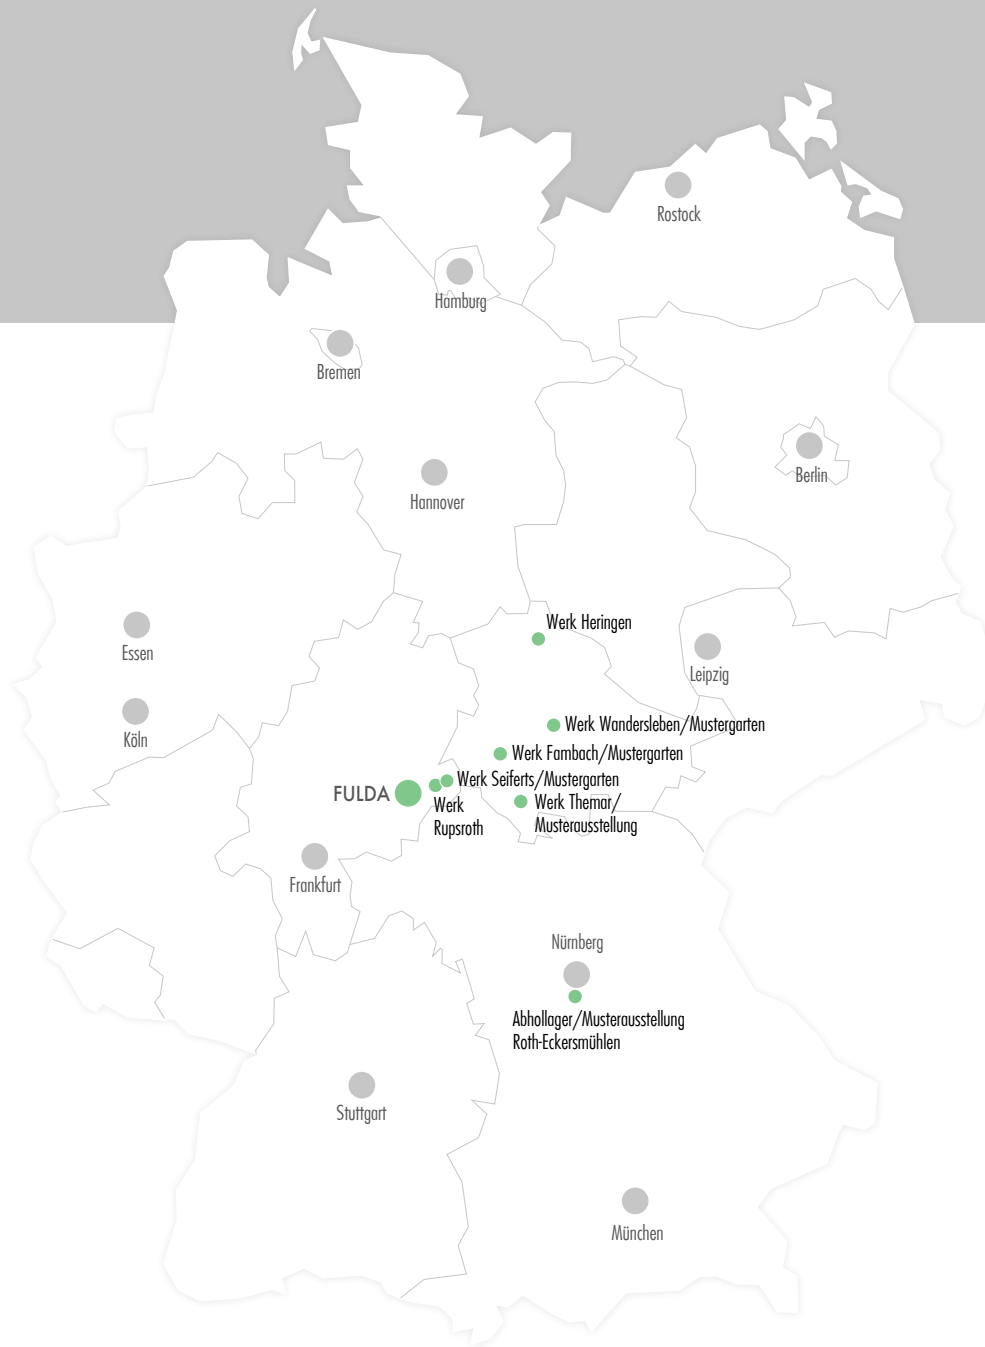 Rostock
Hamburg
Bremen
Berlin
Hannover
Werk Heringen
Essen
Leipzig
Köln
Werk Wandersleben/Mustergarten
Werk Fambach/Mustergarten
Werk Seiferts/Mustergarten
FULDA
Werk
Rupsroth
Werk Themar/
Musterausstellung
Frankfurt
Nürnberg
Abhollager/Musterausstellung
Roth-Eckersmühlen
Stuttgart
München